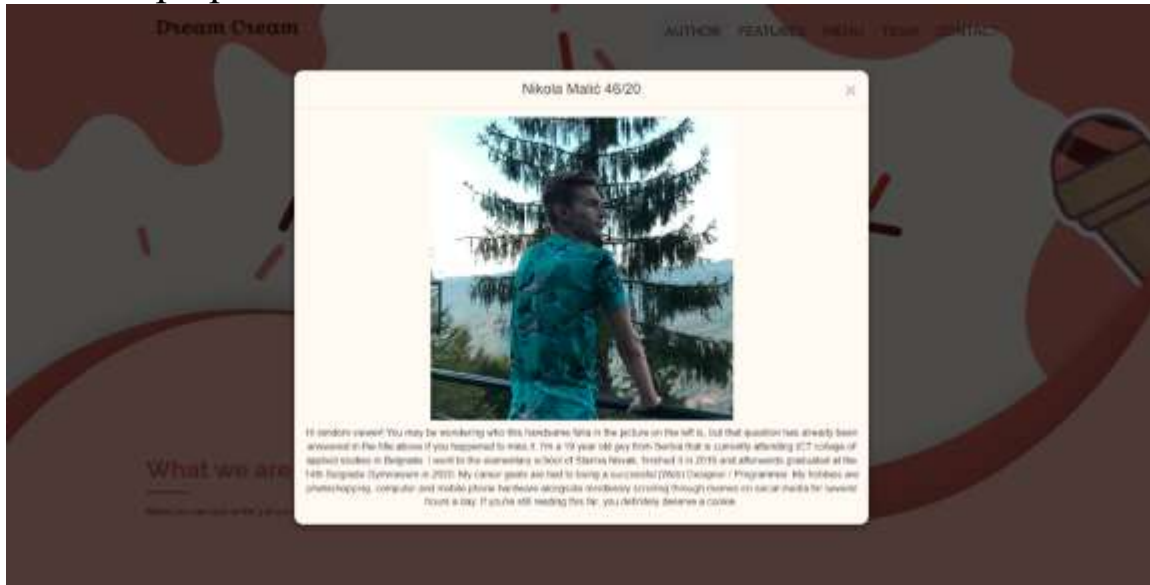 Dream Cream
AUTHOR FEATURES MENU TEAM CONTACT
Nikola Malić 46/20
×
Hi random viewer! You may be wondering who this handsome in the picture on the left is, but that question has already been
answered in the title above if you happened to miss it. I'm a 19 year old guy from Serbia that is currently attending ICT college of
applied studies in Belgrade. I went to the elementary school of Starina Novak, finished it in and afterwards graduated at the
14th Belgrade Gymnasium in 2020. My career goals are tied to being a successful (Web) Designer / Programmer. My hobbies are
photoshopping, computer and mobile phone hardware alongside mindlessly scrolling through memes on social media for several
hours a day. If you're still reading this far, you definitely deserve a cookie.
What we are